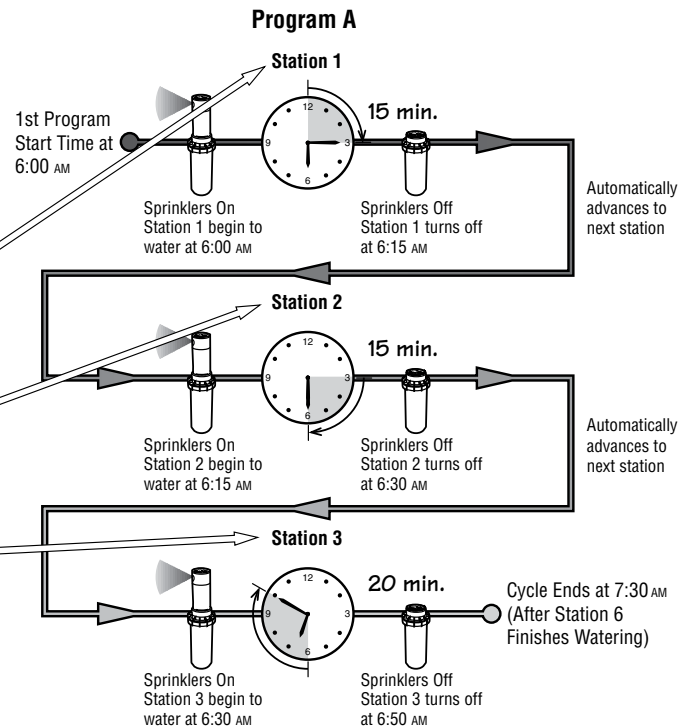 Program A
Station 1
1st Program
Start Time at
6:00 AM
12
3
6
9
15 min.
Sprinklers On
Station 1 begin to
water at 6:00 AM
Sprinklers Off
Station 1 turns off
at 6:15 AM
Automatically
advances to
next station
Station 2
12
3
6
9
15 min.
Sprinklers On
Station 2 begin to
water at 6:15 AM
Sprinklers Off
Station 2 turns off
at 6:30 AM
Automatically
advances to
next station
Station 3
12
3
6
9
20 min.
Sprinklers On
Station 3 begin to
water at 6:30 AM
Sprinklers Off
Station 3 turns off
at 6:50 AM
Cycle Ends at 7:30 AM
(After Station 6
Finishes Watering)